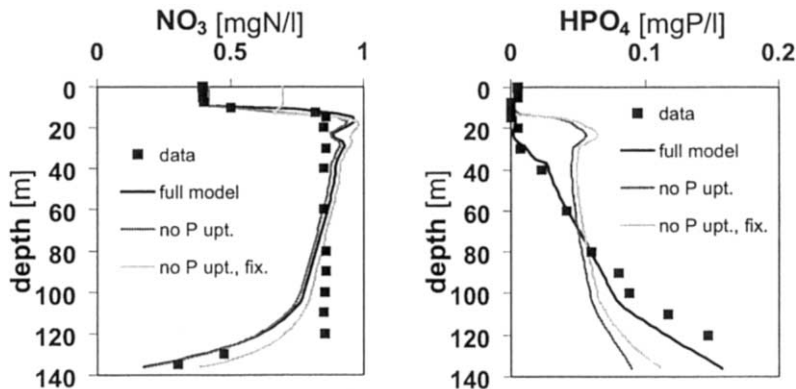 NO3 [mgN/l]
0 0.5 1
0
20
40
60
80
100
120
140
depth [m]
data
full model
no P upt.
no P upt., fix.
HPO4 [mgP/l]
0 0.1 0.2
0
20
40
60
80
100
120
140
depth [m]
data
full model
no P upt.
no P upt., fix.